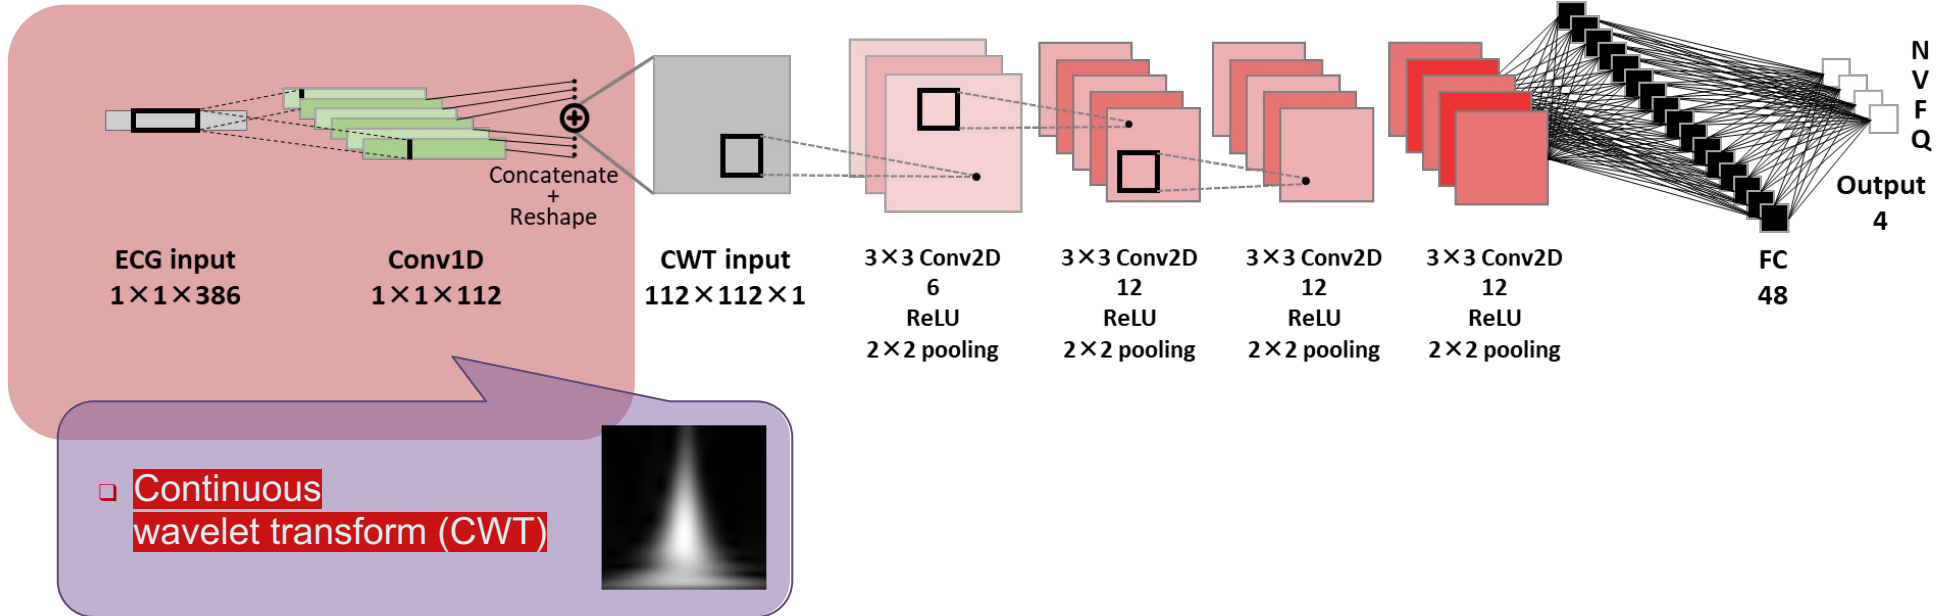 Concatenate
+
Reshape
N
V
F
Q
Output
4
ECG input
1×1×386
Conv1D
1×1×112
CWT input
112×112×1
3×3 Conv2D
6
ReLU
2×2 pooling
3×3 Conv2D
12
ReLU
2×2 pooling
3×3 Conv2D
12
ReLU
2×2 pooling
3×3 Conv2D
12
ReLU
2×2 pooling
FC
48
❑ Continuous
wavelet transform (CWT)